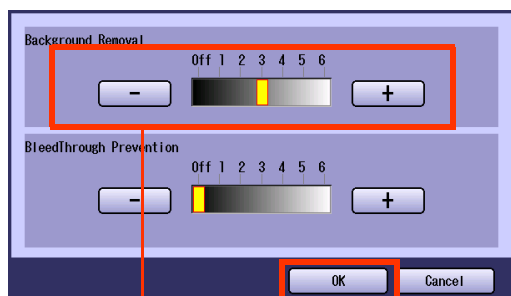 Background Removal
Off 1 2 3 4 5 6
- +
BleedThrough Prevention
Off 1 2 3 4 5 6
- +
OK Cancel